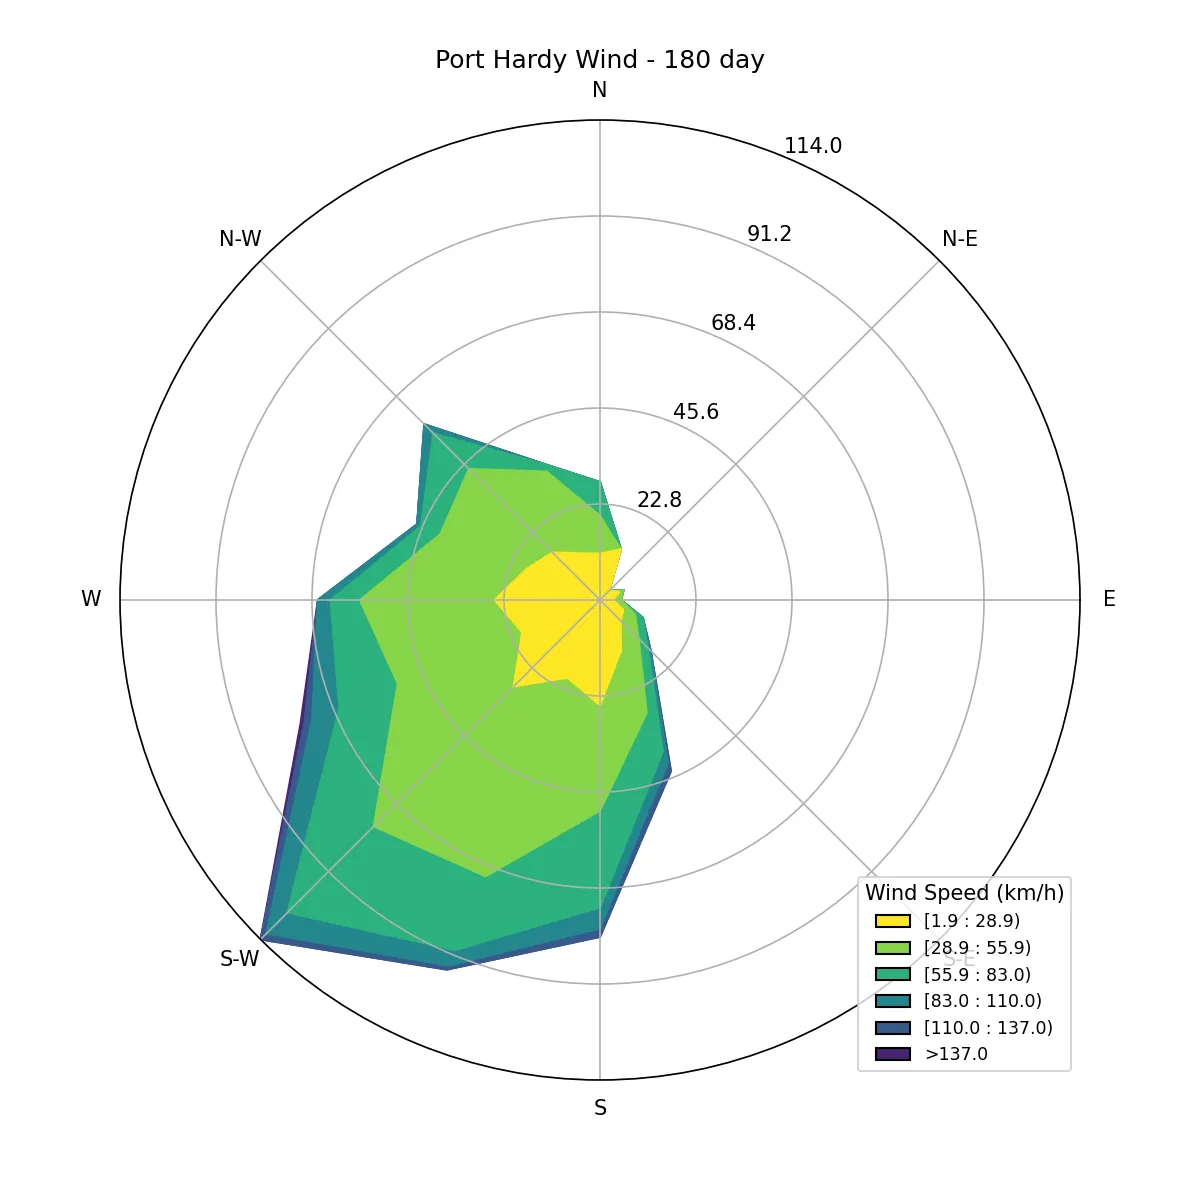 Port Hardy Wind - 180 day
N
114.0
91.2
N-W
N-E
68.4
45.6
22.8
W
E
Wind Speed (km/h)
[1.9 : 28.9)
[28.9 : 55.9)
S-W
S-E
[55.9 : 83.0)
[83.0 : 110.0)
[110.0 : 137.0)
>137.0
S